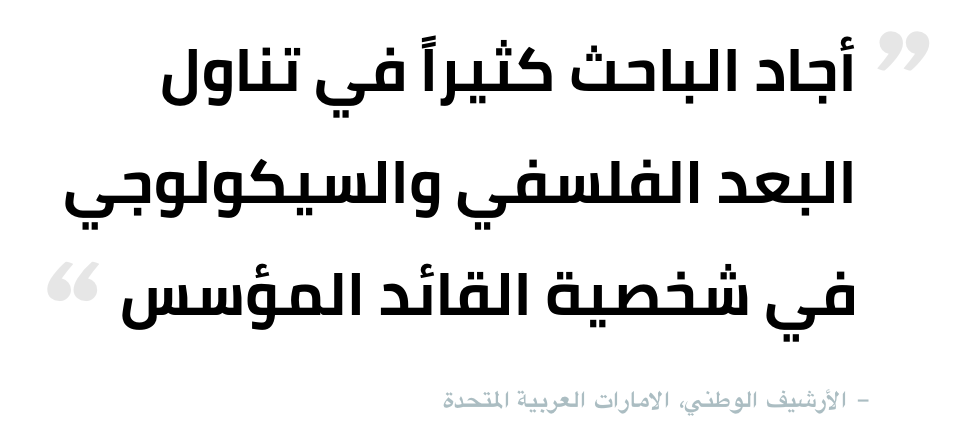 ” أجاد الباحث كثيراً في تناول
البعد الفلسفي والسيكولوجي
في شخصية القائد المؤسس “
– الأرشيف الوطني، الامارات العربية المتحدة